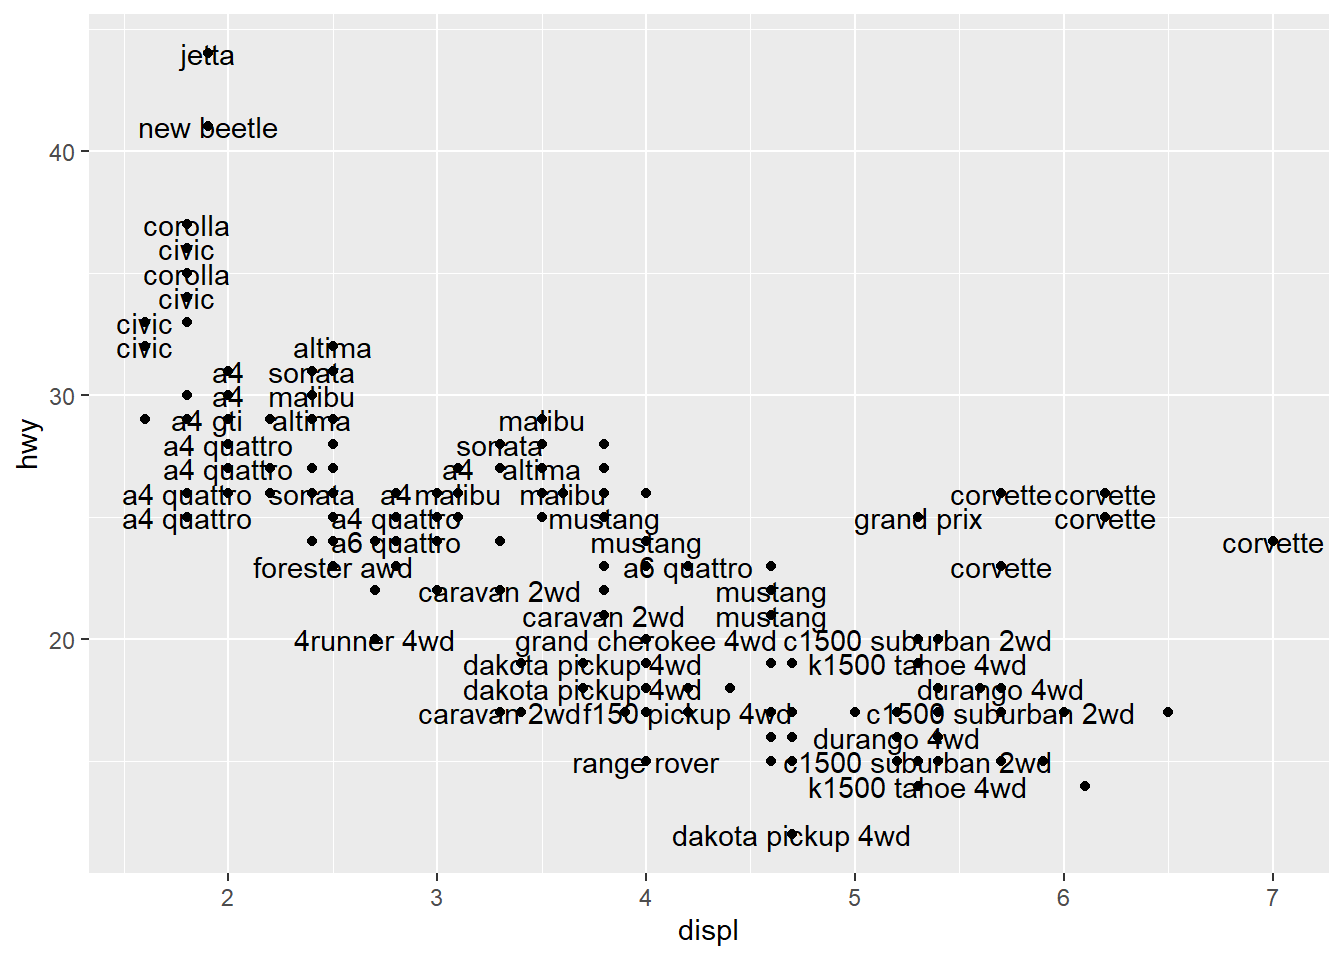 jetta
new beetle
40
corolla
civic
corolla
civic
civic
civic
altima
a4 sonata
30
a4 malibu
a4 gti altima malibu
a4 quattro sonata
a4 quattro a4 altima
a4 quattro sonata a4 malibu malibu corvette corvette
a4 quattro a4 quattro mustang grand prix corvette
a6 quattro mustang corvette
forester awd a6 quattro corvette
caravan 2wd mustang
caravan 2wd mustang
20
4runner 4wd grand cherokee 4wd c1500 suburban 2wd
dakota pickup 4wd k1500 tahoe 4wd
dakota pickup 4wd durango 4wd
caravan 2wd f150 pickup 4wd c1500 suburban 2wd
durango 4wd
range rover c1500 suburban 2wd
k1500 tahoe 4wd
dakota pickup 4wd
hwy
2 3 4 5 6 7
displ